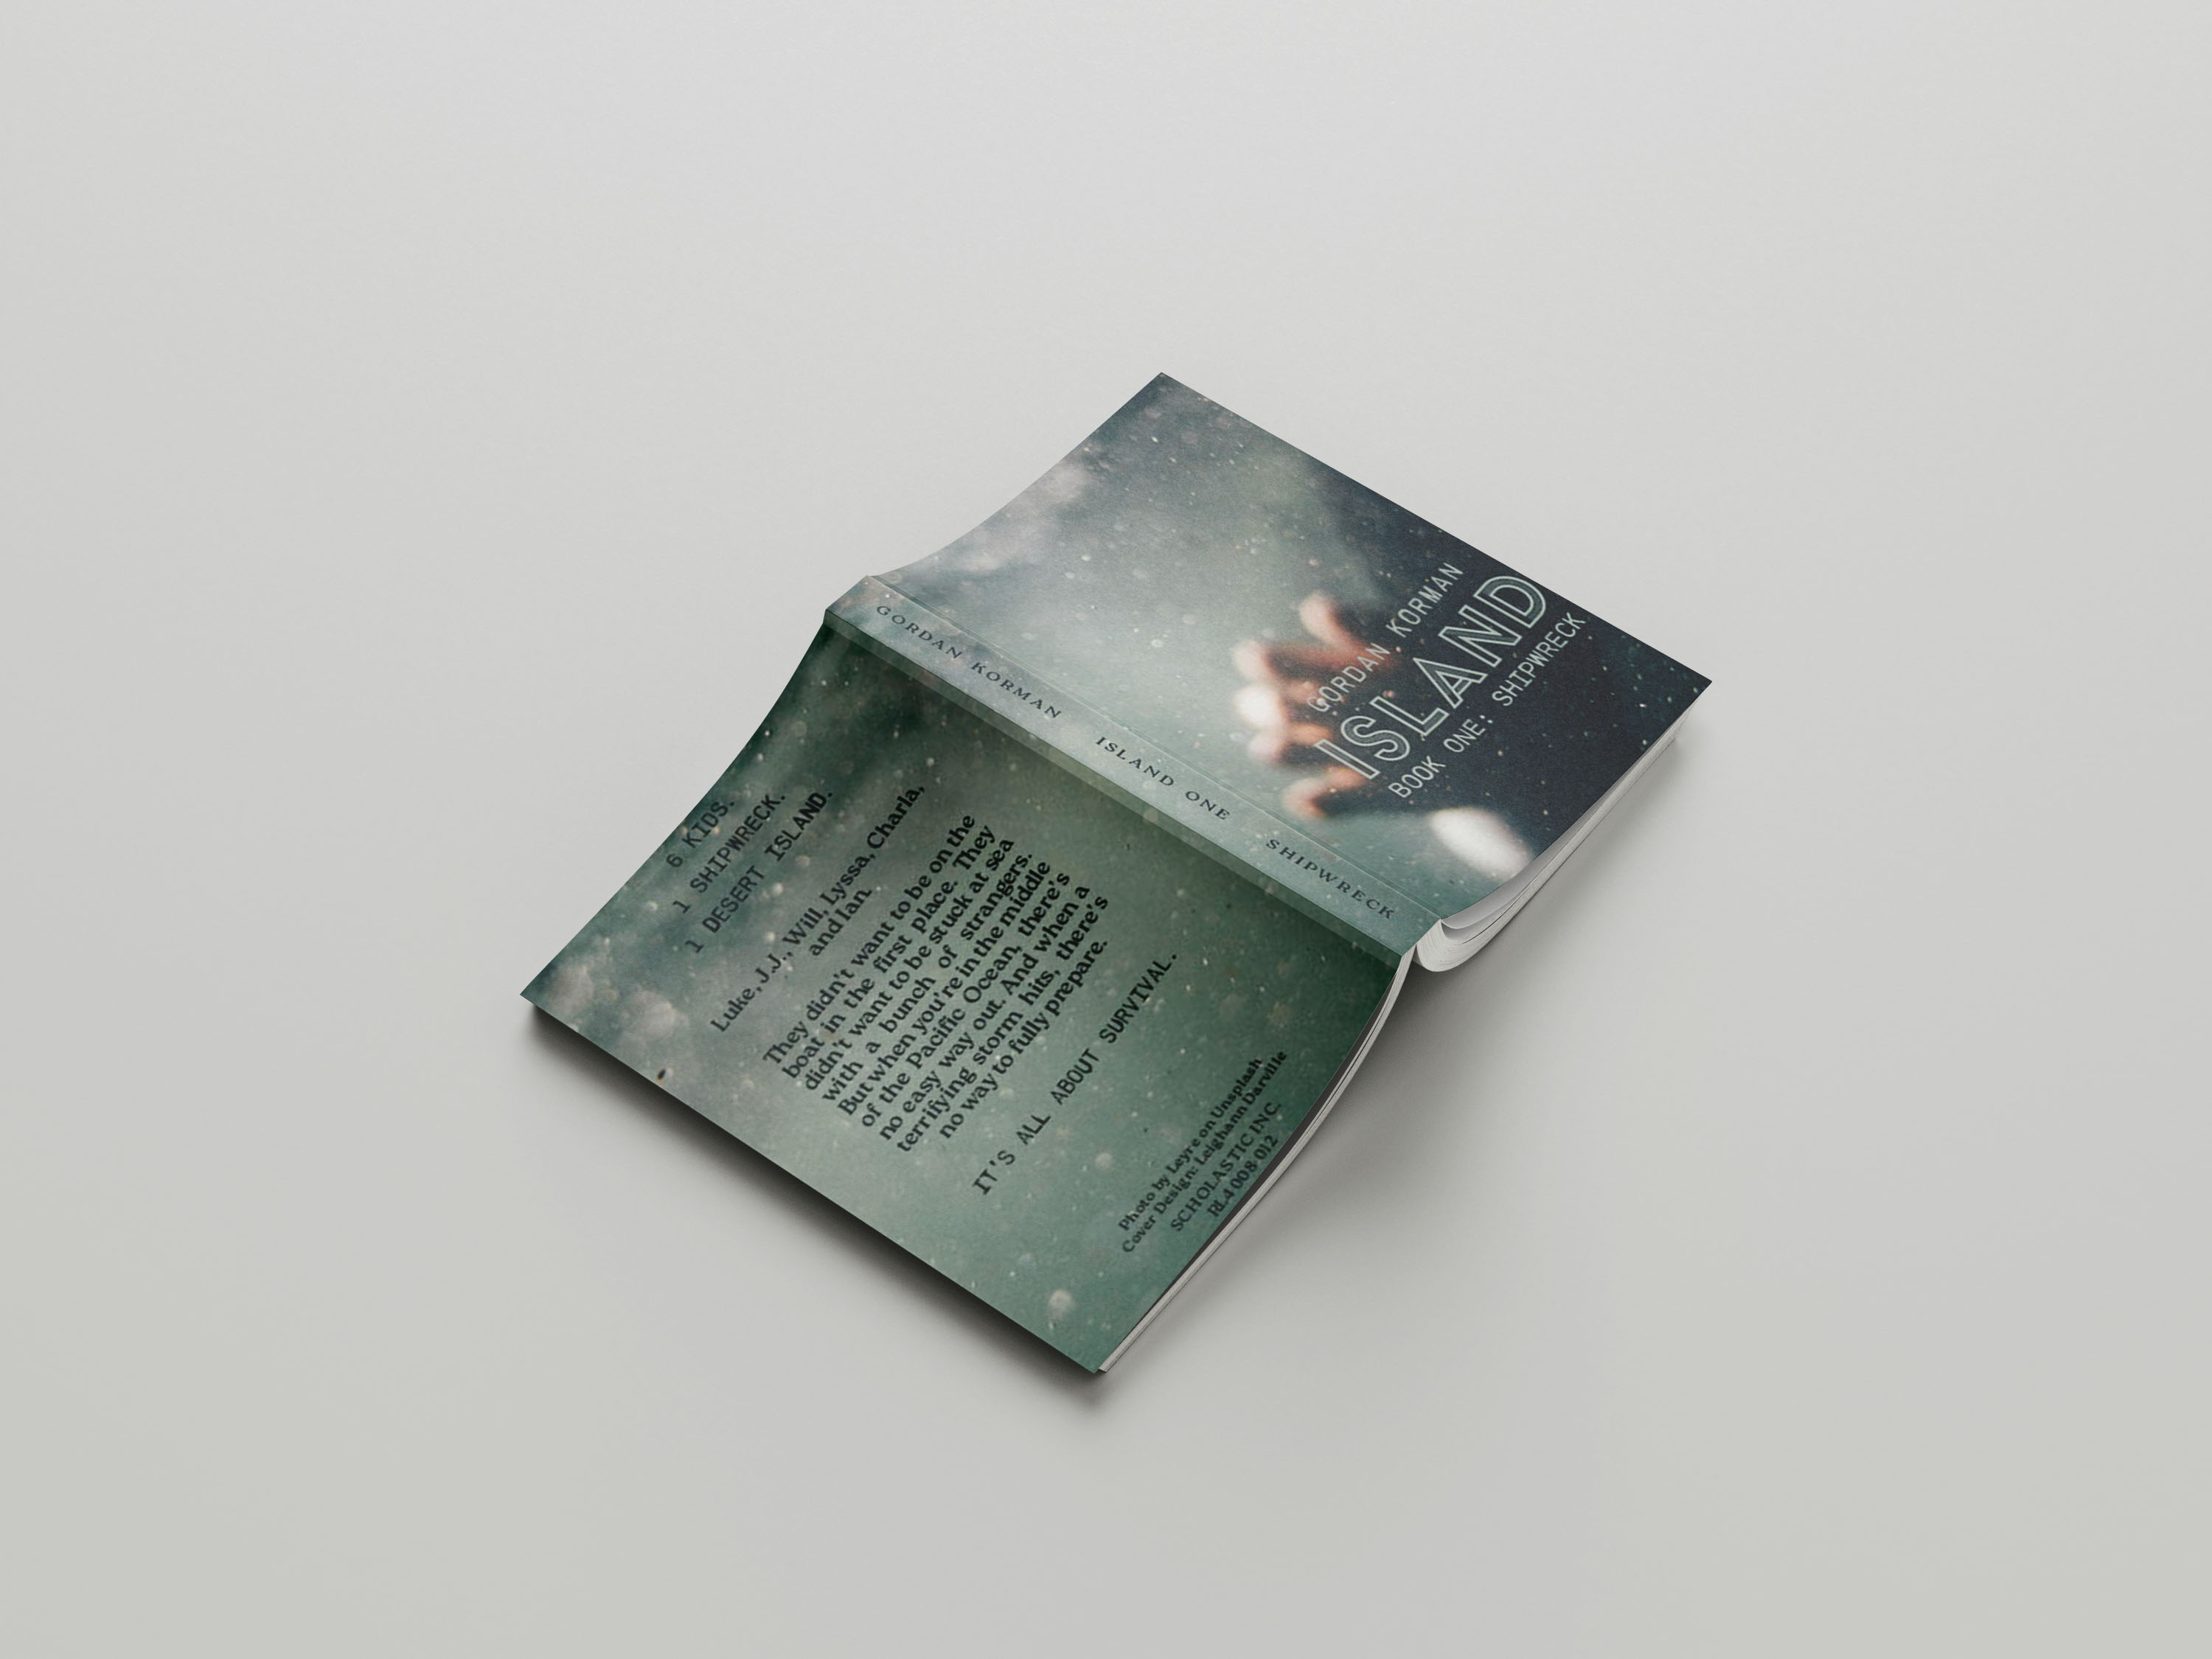 GORDAN KORMAN
ISLAND
BOOK ONE: SHIPWRECK
GORDAN KORMAN ISLAND ONE SHIPWRECK
6 KIDS.
1 SHIPWRECK.
1 DESERT ISLAND.
Luke, J.J., Will, Lyssa, Charla,
and Ian.
They didn't want to be on the
boat in the first place. They
didn't want to be stuck at sea
with a bunch of strangers.
But when you're in the middle
of the Pacific Ocean, there's
no easy way out. And when a
terrifying storm hits, there's
no way to fully prepare.
IT'S ALL ABOUT SURVIVAL.
Photo by Leyre on Unsplash
Cover Design: Leighann Darville
SCHOLASTIC INC.
RL4 008-012